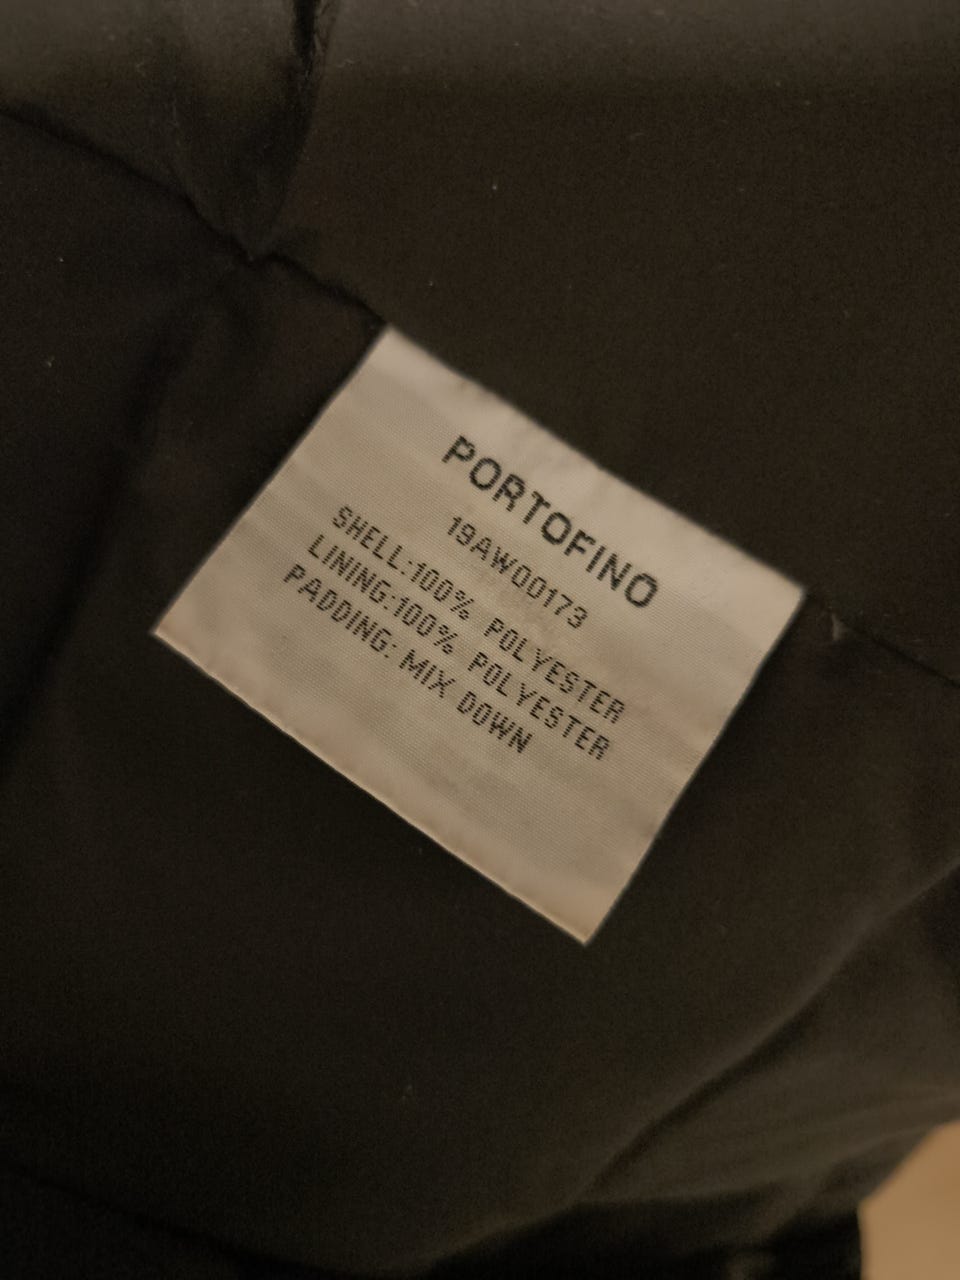 PORTOFINO
19AW00173
SHELL:100% POLYESTER
LINING:100% POLYESTER
PADDING: MIX DOWN